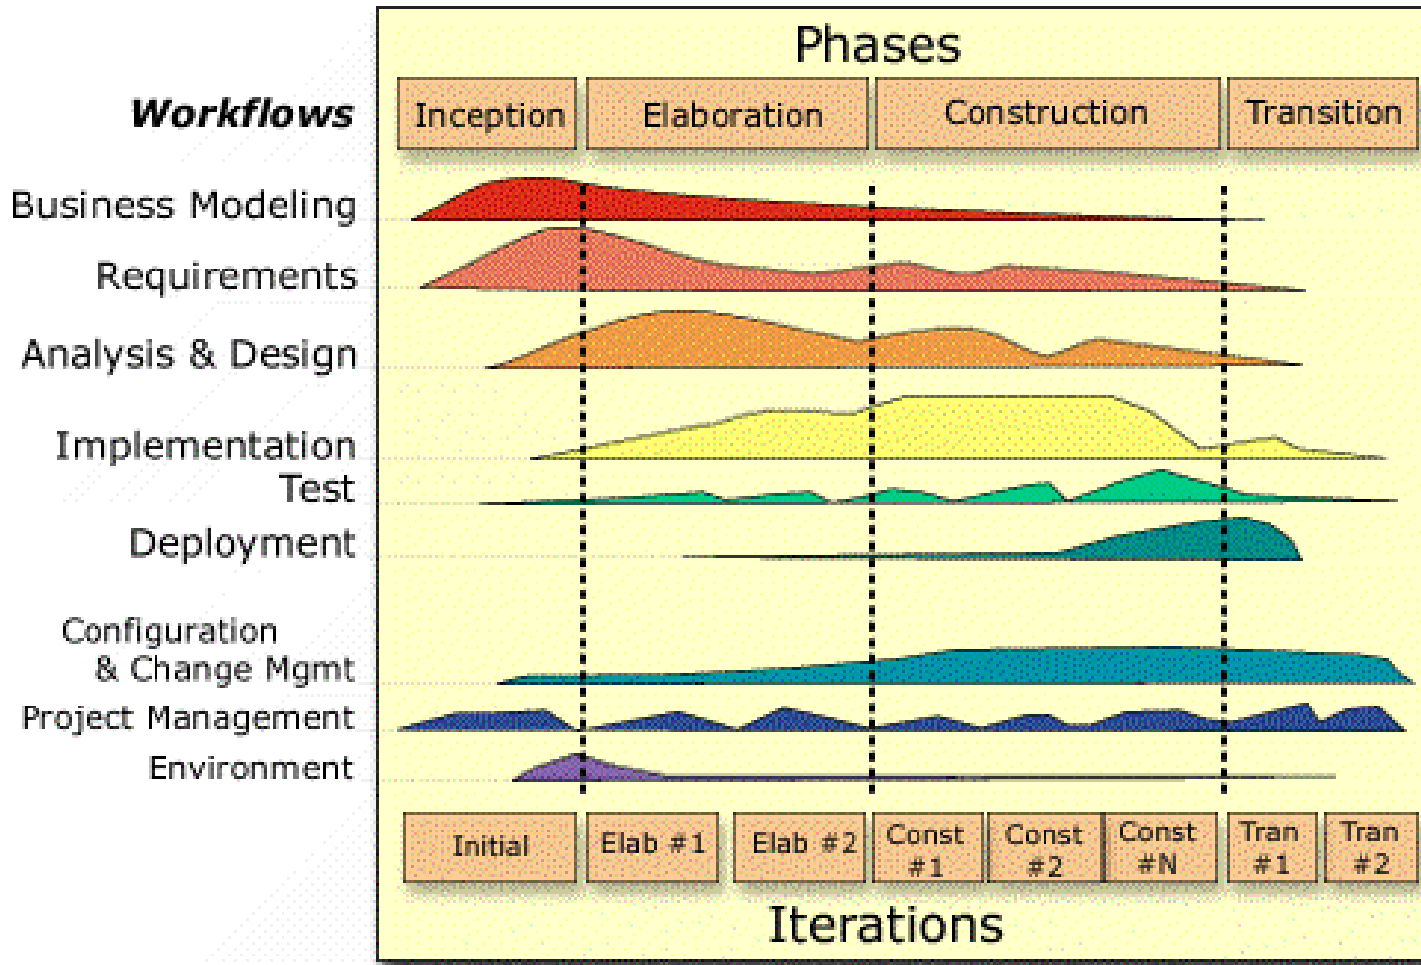 Phases
Workflows
Inception
Elaboration
Construction
Transition
Business Modeling
Requirements
Analysis & Design
Implementation
Test
Deployment
Configuration
& Change Mgmt
Project Management
Environment
Initial
Elab #1
Elab #2
Const
#1
Const
#2
Const
#N
Tran
#1
Tran
#2
Iterations